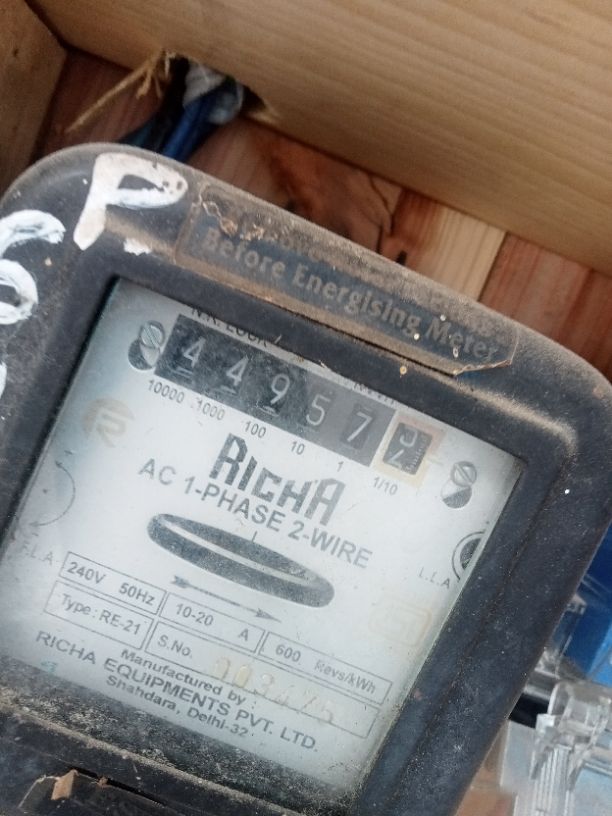 P.
Before Energising Meter
4 4 9 5 7
10000 1000 100 10 1 1/10
RICHA
AC 1-PHASE 2-WIRE
F.L.A.
L.L.A.
240V 50Hz 10-20 A 600 Revs/kWh
Type: RE-21 S.No.
Manufactured by
RICHA EQUIPMENTS PVT. LTD.
Shahdara, Delhi-32